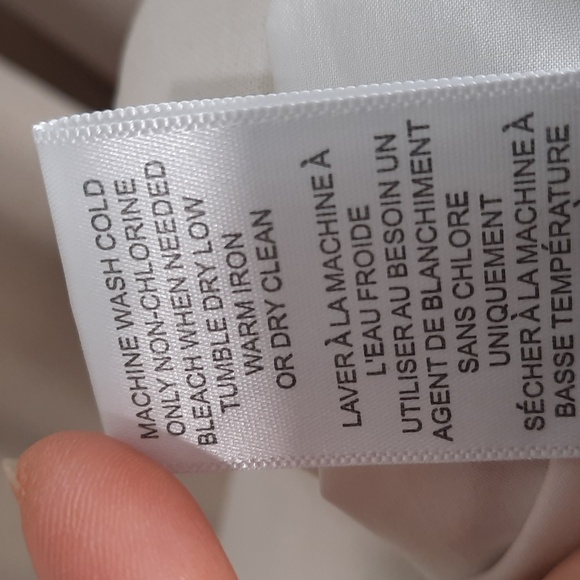 MACHINE WASH COLD
ONLY NON-CHLORINE
BLEACH WHEN NEEDED
TUMBLE DRY LOW
WARM IRON
OR DRY CLEAN
LAVER À LA MACHINE À
L'EAU FROIDE
UTILISER AU BESOIN UN
AGENT DE BLANCHIMENT
SANS CHLORE
UNIQUEMENT
SÉCHER À LA MACHINE À
BASSE TEMPÉRATURE